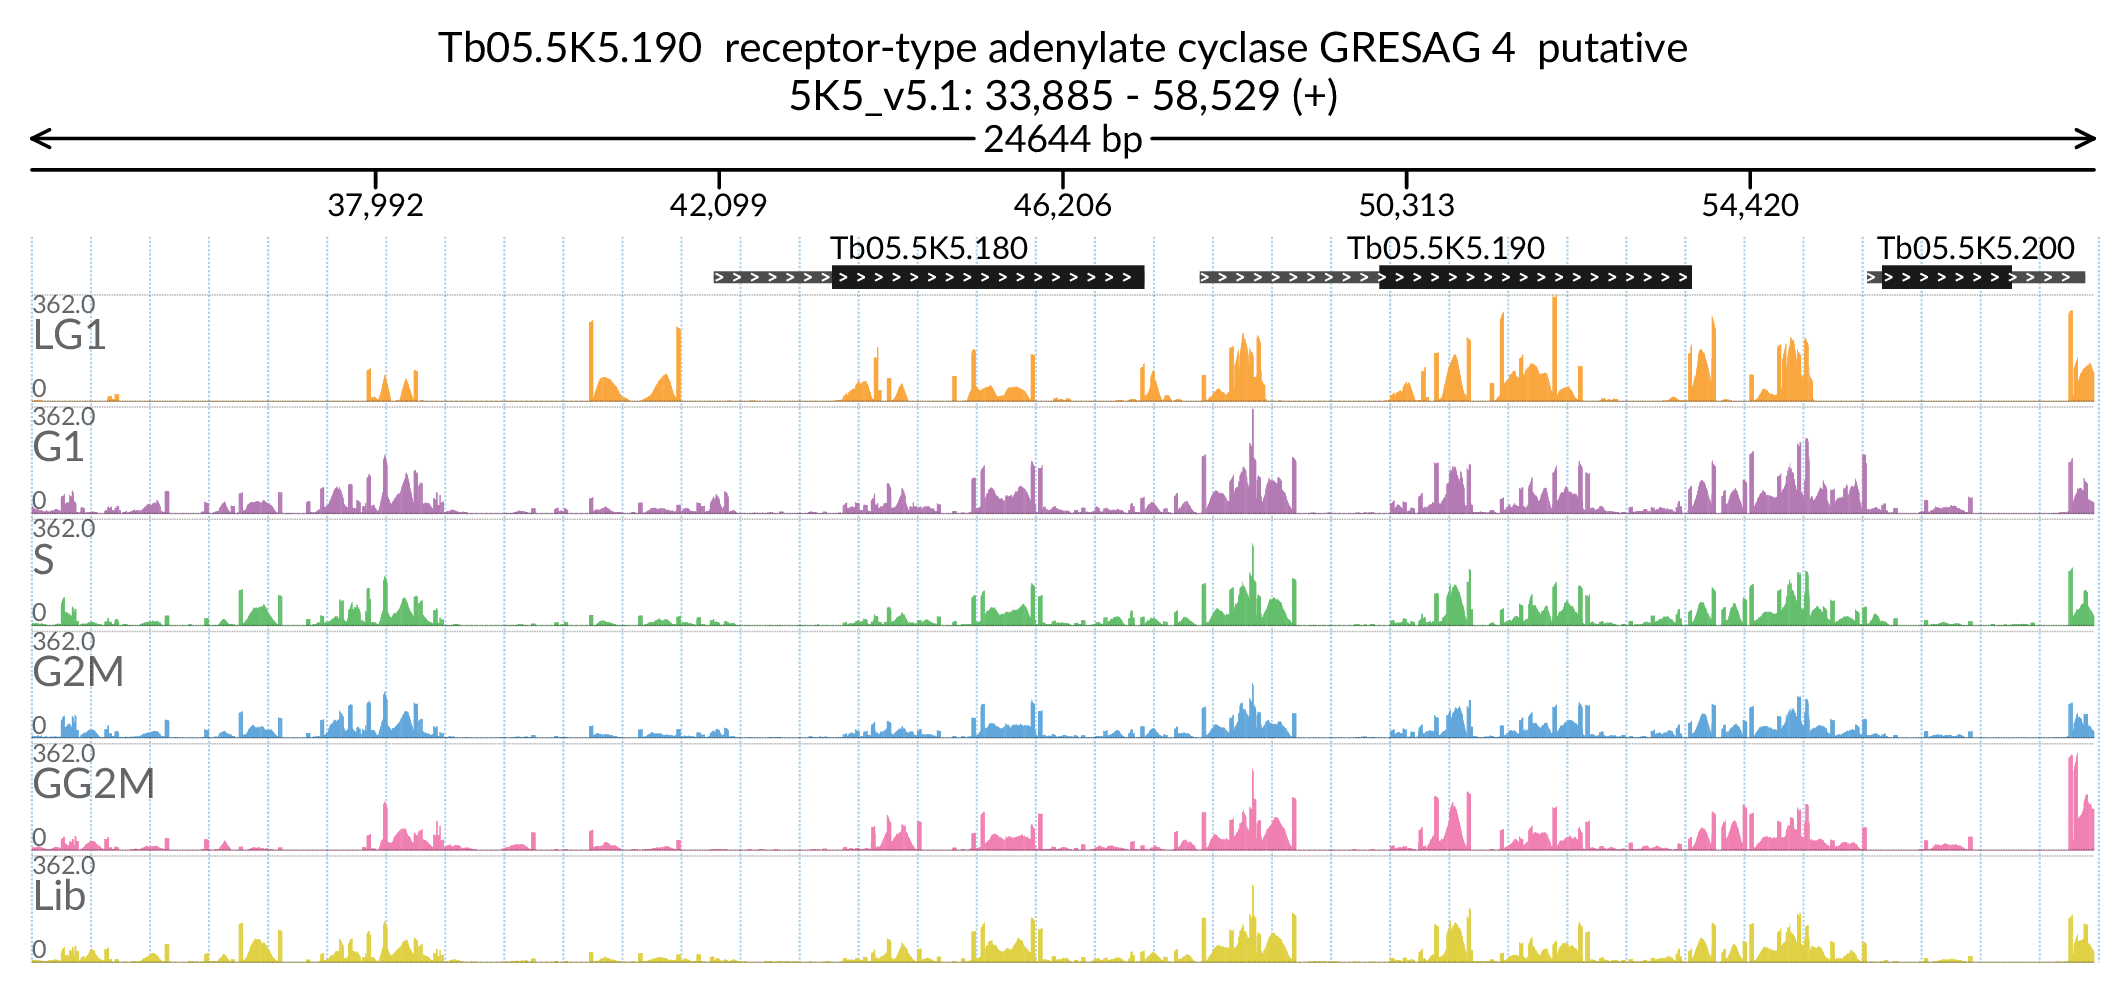 Tb05.5K5.190 receptor-type adenylate cyclase GRESAG 4 putative
5K5_v5.1: 33,885 - 58,529 (+)
24644 bp
37,992 42,099 46,206 50,313 54,420
Tb05.5K5.180 Tb05.5K5.190 Tb05.5K5.200
362.0
LG1
0
362.0
G1
0
362.0
S
0
362.0
G2M
0
362.0
GG2M
0
362.0
Lib
0